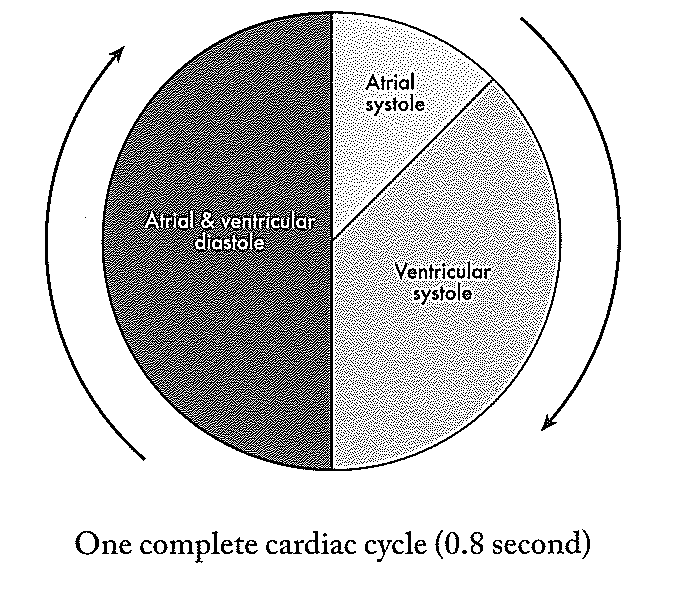 Atrial
systole
Atrial & ventricular
diastole
Ventricular
systole
One complete cardiac cycle (0.8 second)